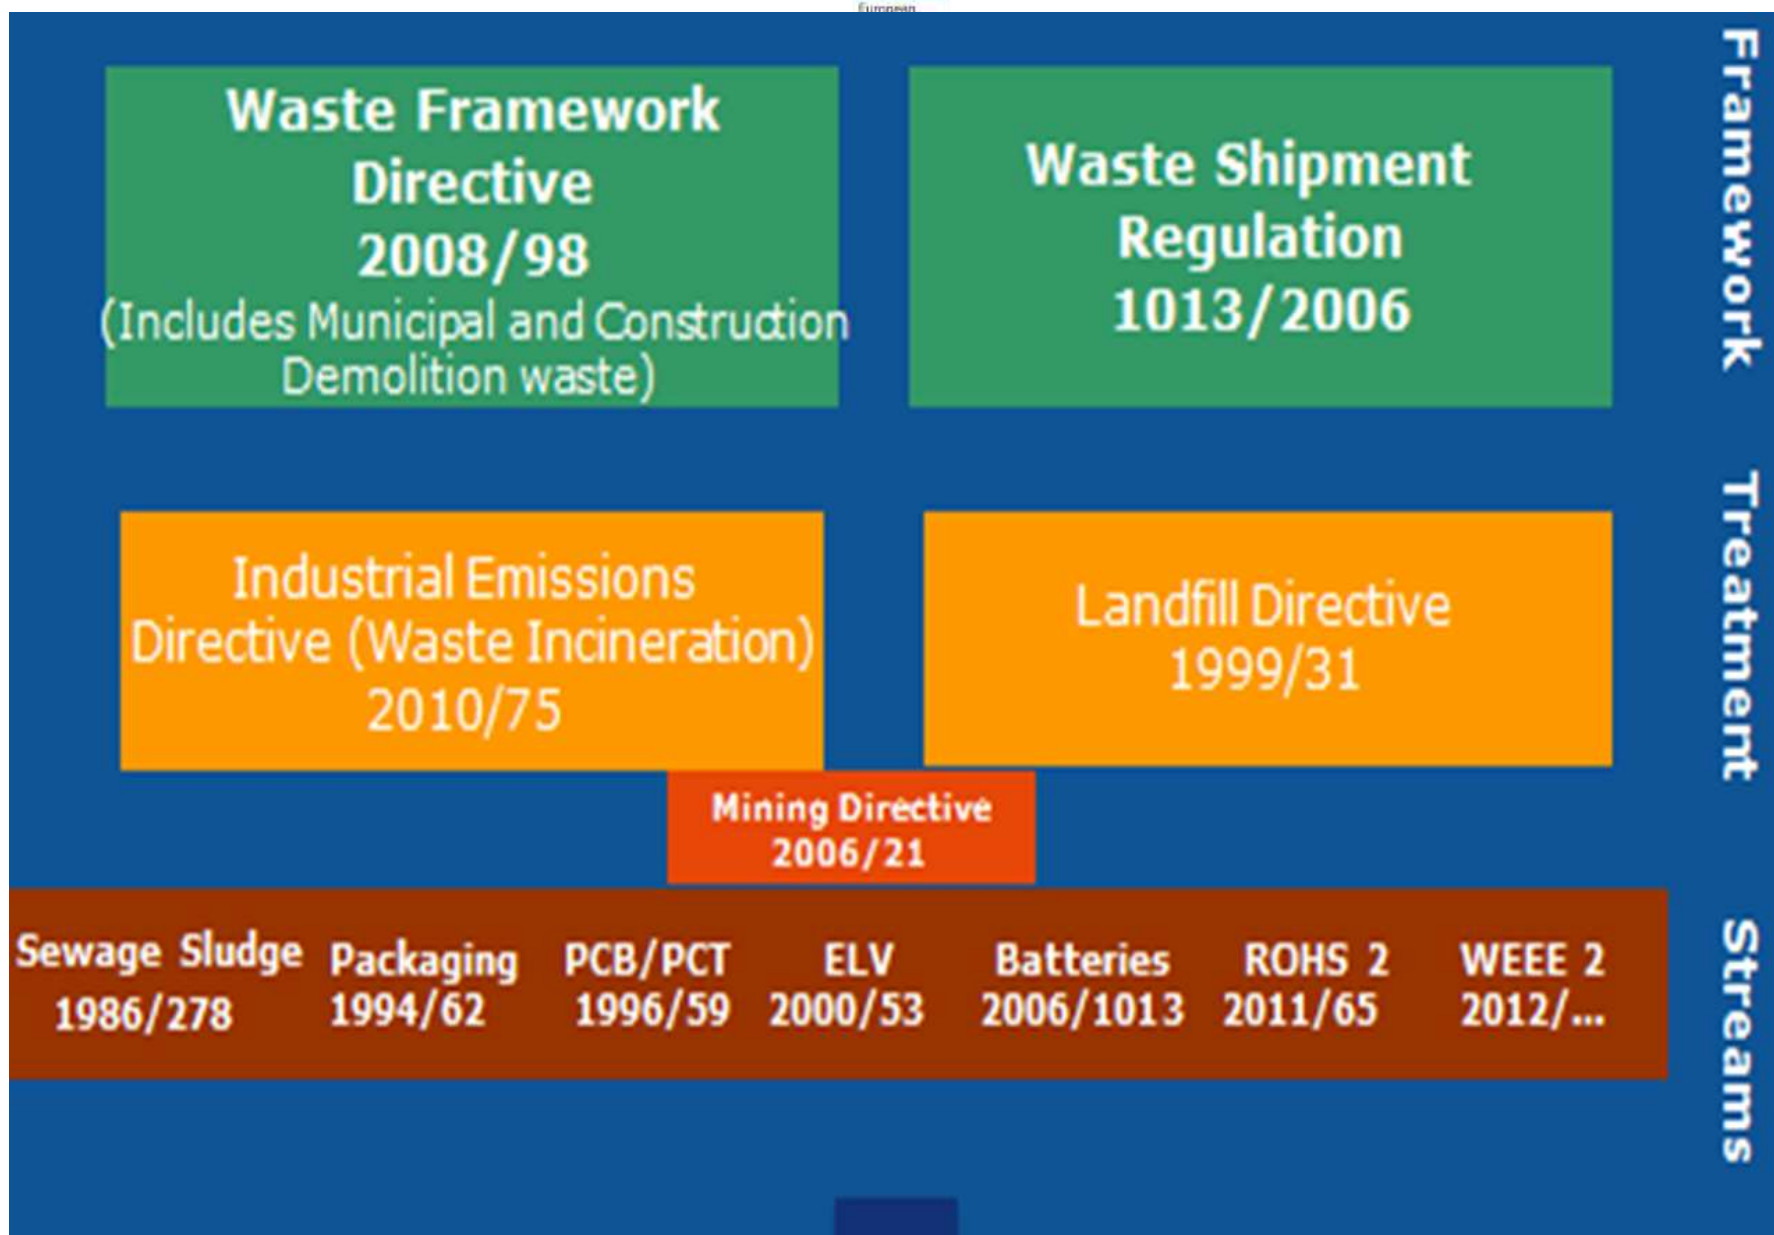 European
Waste Framework
Directive
2008/98
(Includes Municipal and Construction
Demolition waste)
Waste Shipment
Regulation
1013/2006
Framework
Industrial Emissions
Directive (Waste Incineration)
2010/75
Landfill Directive
1999/31
Treatment
Mining Directive
2006/21
Sewage Sludge
1986/278
Packaging
1994/62
PCB/PCT
1996/59
ELV
2000/53
Batteries
2006/1013
ROHS 2
2011/65
WEEE 2
2012/...
Streams